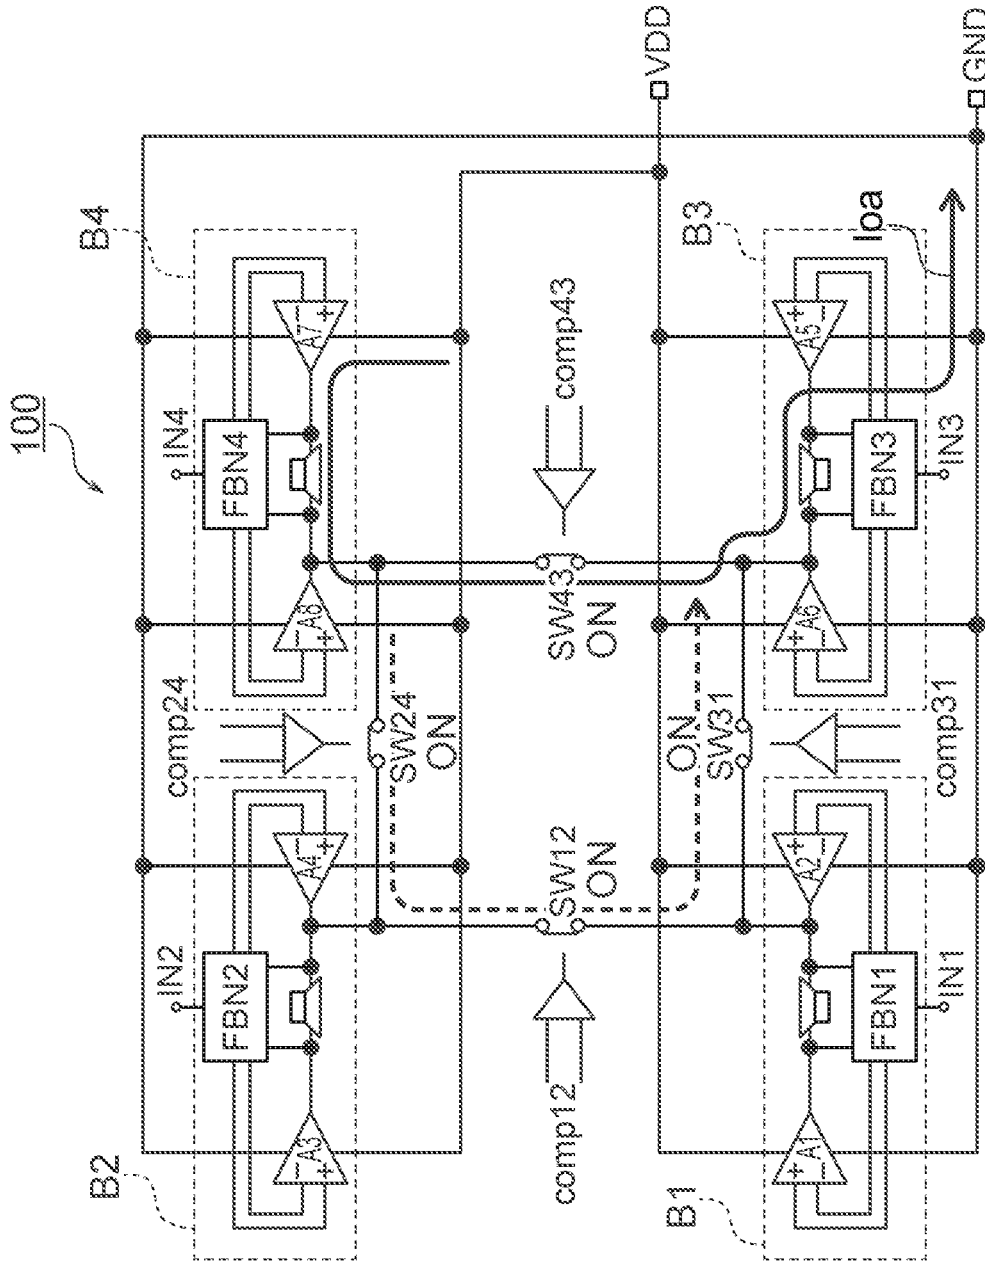 100
B2
B4
IN2
IN4
comp24
FBN2
FBN4
A3
−
+
A4
−
+
A8
−
+
A7
−
+
SW24
ON
comp12
SW12
ON
SW43
ON
comp43
VDD
ON
SW31
A1
+
−
A2
+
−
A6
+
−
A5
+
−
Ioa
FBN1
FBN3
IN1
IN3
comp31
B1
B3
GND